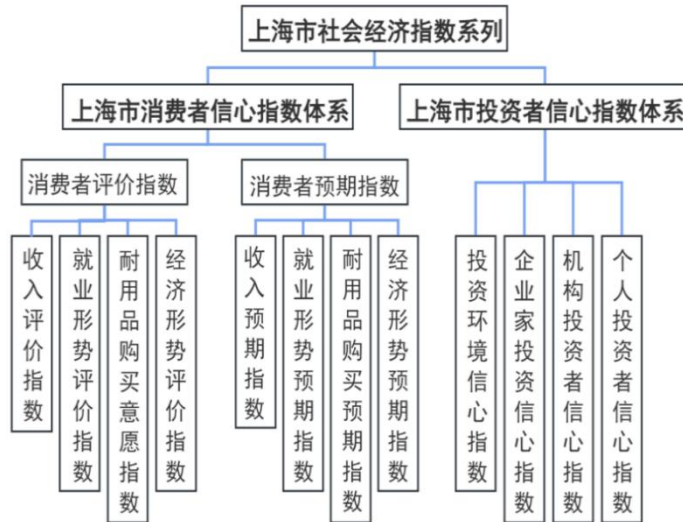 上海市社会经济指数系列
上海市消费者信心指数体系
上海市投资者信心指数体系
消费者评价指数
消费者预期指数
收入评价指数
就业形势评价指数
耐用品购买意愿指数
经济形势评价指数
收入预期指数
就业形势预期指数
耐用品购买预期指数
经济形势预期指数
投资环境信心指数
企业家投资信心指数
机构投资者信心指数
个人投资者信心指数